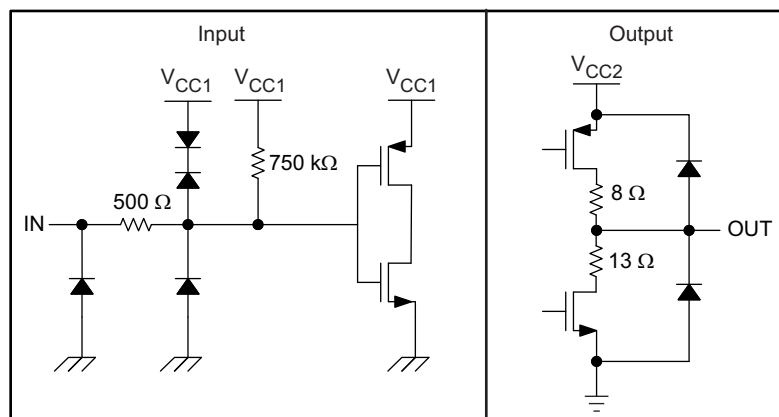 Input
Output
VCC1
VCC1
VCC1
VCC2
750 kΩ
500 Ω
IN
8 Ω
OUT
13 Ω